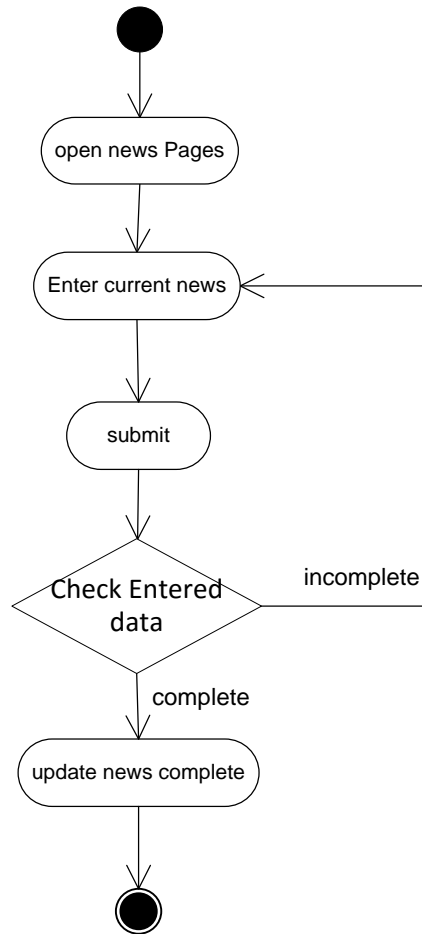 open news Pages
Enter current news
submit
Check Entered
data
incomplete
complete
update news complete